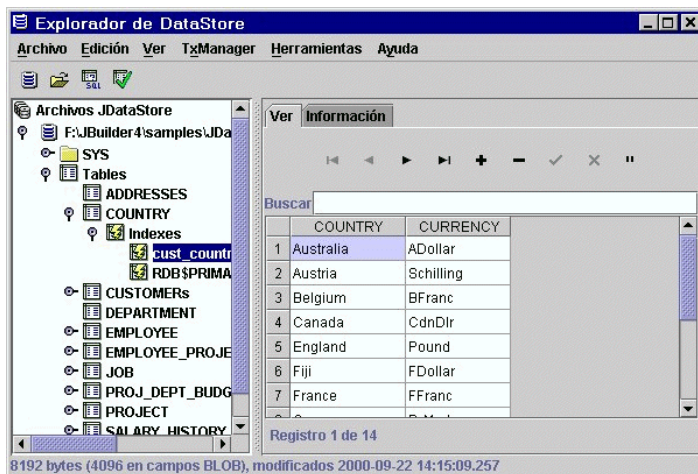 Explorador de DataStore
Archivo Edición Ver TxManager Herramientas Ayuda
SQL
Archivos JDataStore
F:\JBuilder4\samples\JDa
SYS
Tables
ADDRESSES
COUNTRY
Indexes
cust_countr
RDB$PRIMA
CUSTOMERs
DEPARTMENT
EMPLOYEE
EMPLOYEE_PROJE
JOB
PROJ_DEPT_BUDG
PROJECT
SALARY_HISTORY
Ver Información
Buscar
COUNTRY CURRENCY
1 Australia ADollar
2 Austria Schilling
3 Belgium BFranc
4 Canada CdnDlr
5 England Pound
6 Fiji FDollar
7 France FFranc
Registro 1 de 14
8192 bytes (4096 en campos BLOB), modificados 2000-09-22 14:15:09.257